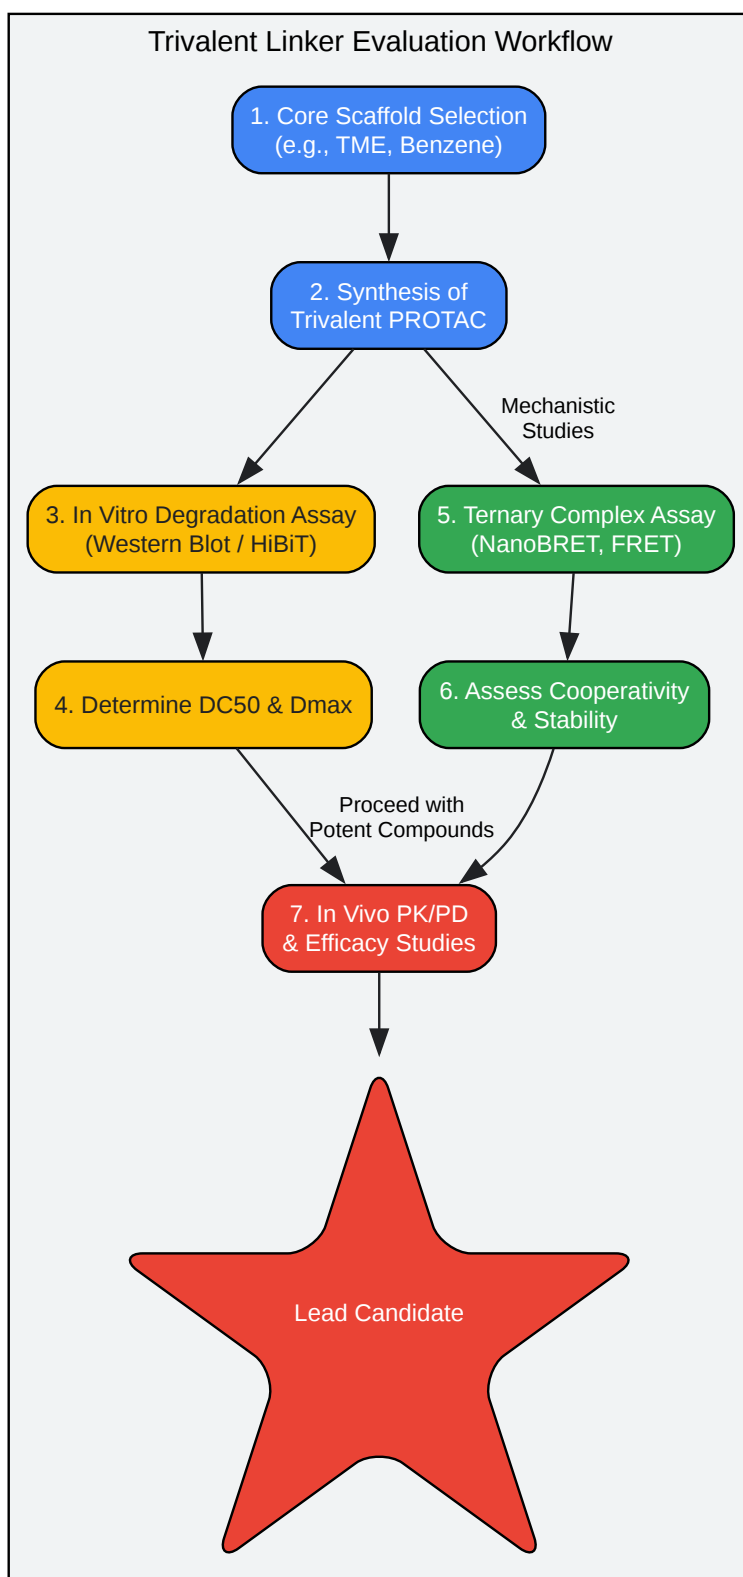 Trivalent Linker Evaluation Workflow
1. Core Scaffold Selection
(e.g., TME, Benzene)
2. Synthesis of
Trivalent PROTAC
Mechanistic
Studies
3. In Vitro Degradation Assay
(Western Blot / HiBiT)
5. Ternary Complex Assay
(NanoBRET, FRET)
4. Determine DC50 & Dmax
6. Assess Cooperativity
& Stability
Proceed with
Potent Compounds
7. In Vivo PK/PD
& Efficacy Studies
Lead Candidate